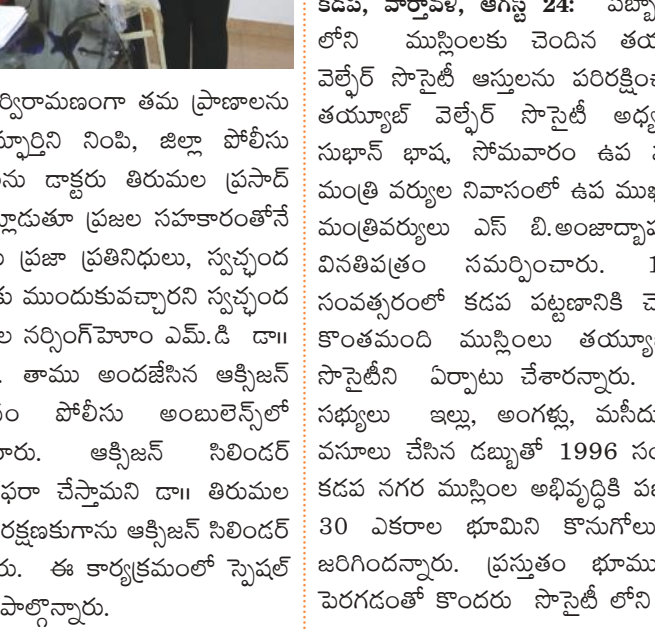 ర్విరామణంగా తమ ప్రాణాలను
స్ఫూర్తిని నింపి, జిల్లా పోలీసు
ను డాక్టరు తిరుమల ప్రసాద్
ల్లాడుతూ ప్రజల సహకారంతోనే
ప్రజా ప్రతినిధులు, స్వచ్ఛంద
కు ముందుకువచ్చారని స్వచ్ఛంద
ల నర్సింగ్‌హెూం ఎమ్.డి డా॥
తాము అందజేసిన ఆక్సిజన్
పోలీసు అంబులెన్స్‌లో
ారు. ఆక్సిజన్ సిలిండర్
ఫరా చేస్తామని డా॥ తిరుమల
రక్షణకుగాను ఆక్సిజన్ సిలిండర్
రు. ఈ కార్యక్రమంలో స్పెషల్
పాల్గొన్నారు.
కడప, వార్తావళి, ఆగస్ట్ 24:
లోని ముస్లింలకు చెందిన తయ
వెల్ఫేర్ సొసైటీ ఆస్తులను పరిరక్షించ
తయ్యూబ్ వెల్ఫేర్ సొసైటీ అధ్య
సుభాన్ భాష, సోమవారం ఉప
మంత్రి వర్యుల నివాసంలో ఉప ముఖ
మంత్రివర్యులు ఎస్ బి.అంజాద్బాష
వినతిపత్రం సమర్పించారు. 1
సంవత్సరంలో కడప పట్టణానికి చె
కొంతమంది ముస్లింలు తయ్యూ
సొసైటీని ఏర్పాటు చేశారన్నారు.
సభ్యులు ఇల్లు, అంగళ్లు, మసీదు
వసూలు చేసిన డబ్బుతో 1996 సం
కడప నగర ముస్లింల అభివృద్ధికి
30 ఎకరాల భూమిని కొనుగోలు
జరిగిందన్నారు. ప్రస్తుతం భూము
పెరగడంతో కొందరు సొసైటీ లోని